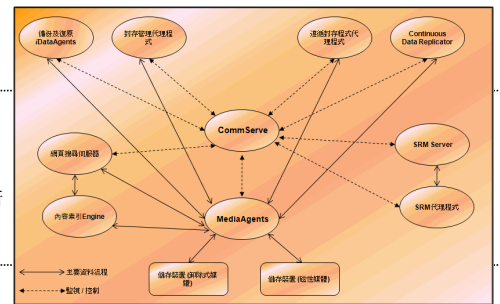 備份及復原
iDataAgents
封存管理代理程
式
遠端封存程式代
理程式
Continuous
Data Replicator
CommServe
網頁搜尋伺服器
SRM Server
內容索引Engine
SRM代理程式
MediaAgents
主要資料流程
監視 / 控制
儲存裝置 (抽取式媒
體)
儲存裝置 (磁性媒體)